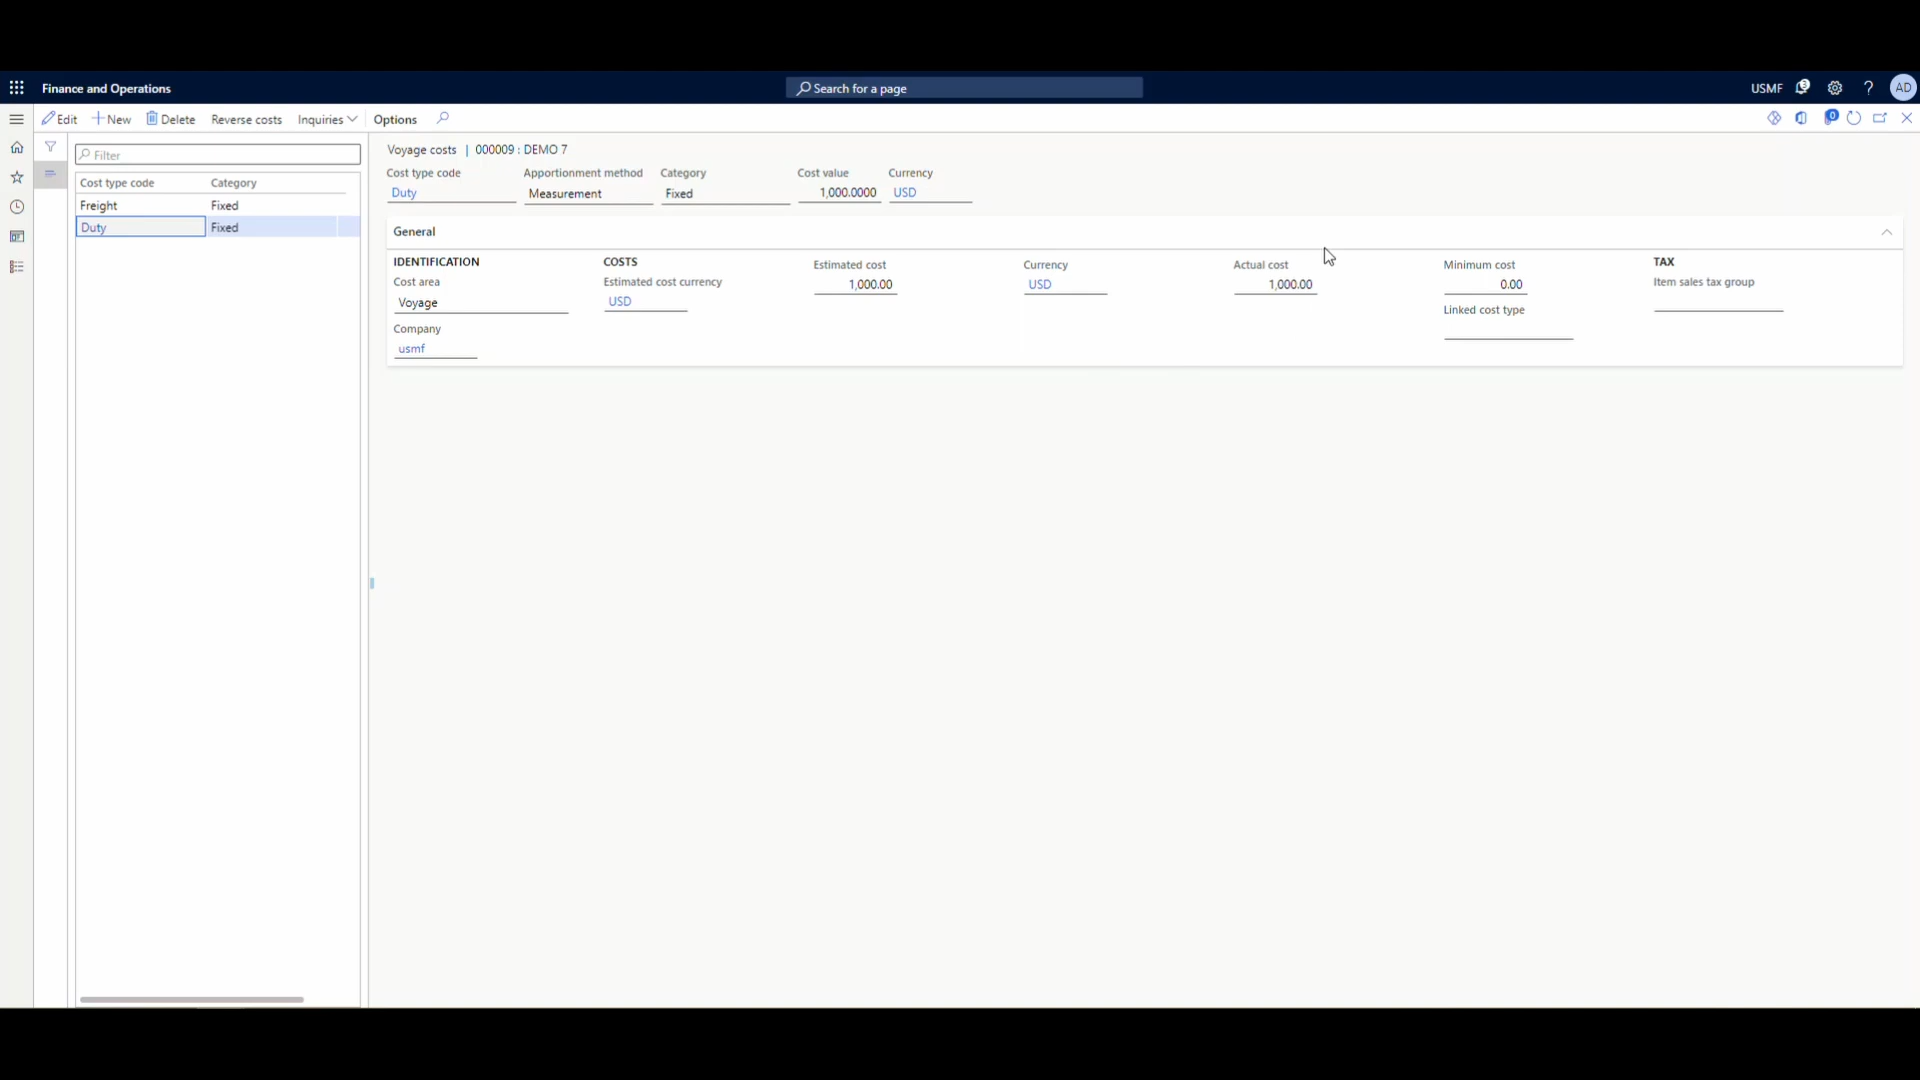 Finance and Operations
Search for a page
USMF
3
?
AD
Edit
New
Delete
Reverse costs
Inquiries
Options
0
Filter
Cost type code Category
Freight Fixed
Duty Fixed
Voyage costs | 000009 : DEMO 7
Cost type code Apportionment method Category Cost value Currency
Duty Measurement Fixed 1,000.0000 USD
General
IDENTIFICATION
Cost area
Voyage
Company
usmf
COSTS
Estimated cost currency
USD
Estimated cost
1,000.00
Currency
USD
Actual cost
1,000.00
Minimum cost
0.00
Linked cost type
TAX
Item sales tax group